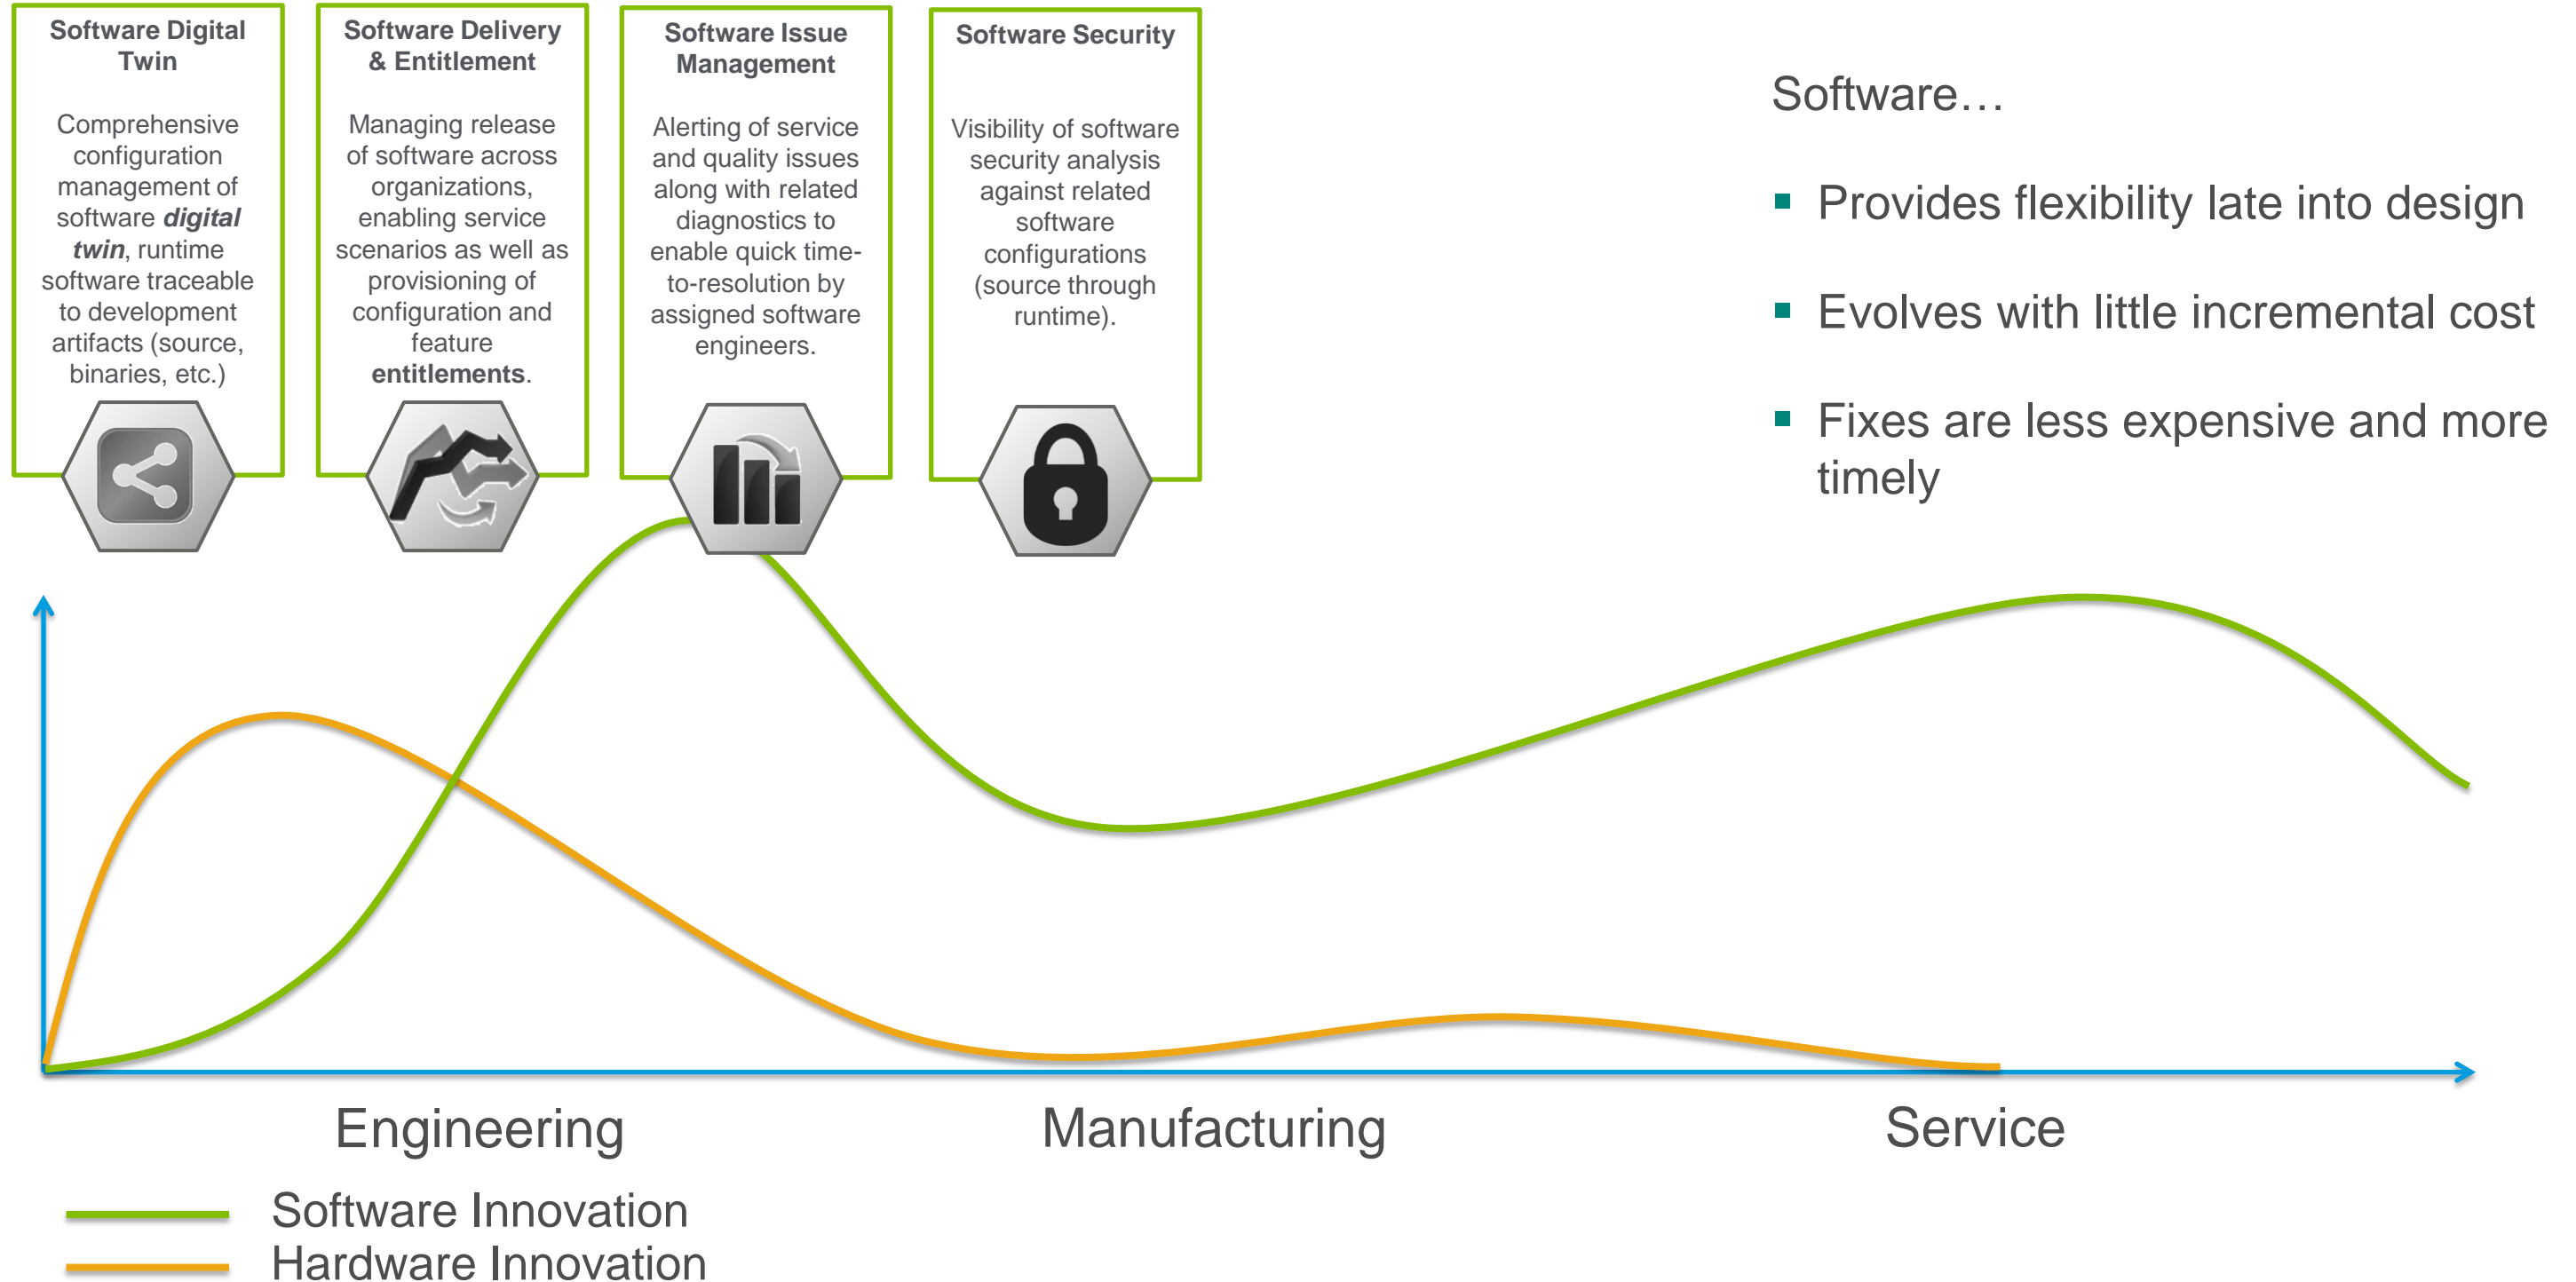 Software Digital
Twin
Comprehensive
configuration
management of
software digital
twin, runtime
software traceable
to development
artifacts (source,
binaries, etc.)
Software Delivery
& Entitlement
Managing release
of software across
organizations,
enabling service
scenarios as well as
provisioning of
configuration and
feature
entitlements.
Software Issue
Management
Alerting of service
and quality issues
along with related
diagnostics to
enable quick time-
to-resolution by
assigned software
engineers.
Software Security
Visibility of software
security analysis
against related
software
configurations
(source through
runtime).
Software…
Provides flexibility late into design
Evolves with little incremental cost
Fixes are less expensive and more
timely
Engineering
Manufacturing
Service
Software Innovation
Hardware Innovation